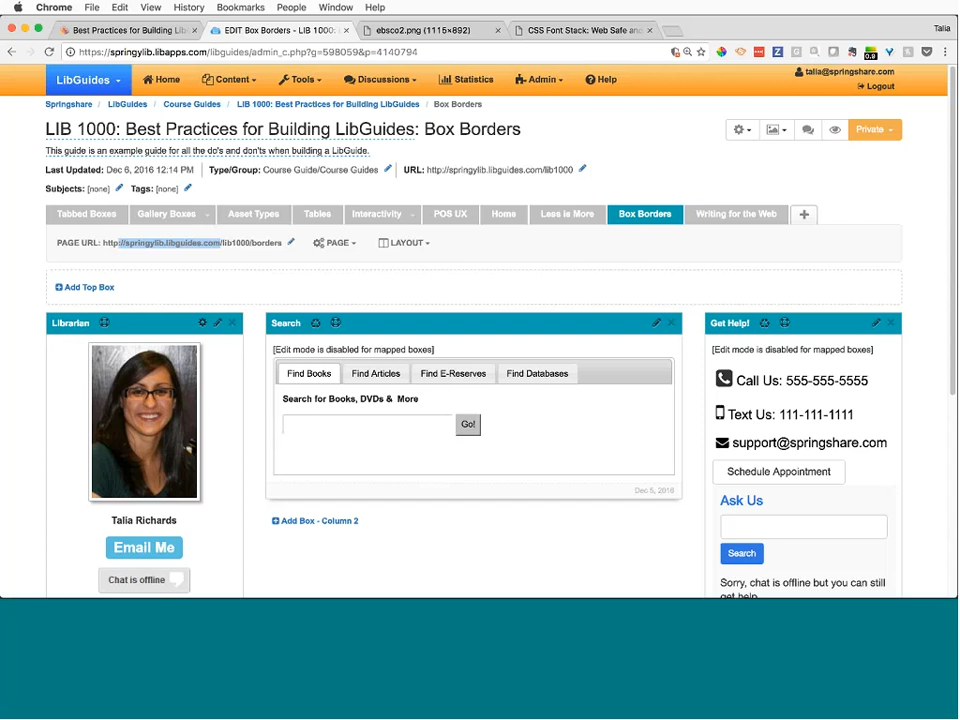 Chrome File Edit View History Bookmarks People Window Help
Best Practices for Building Lib EDIT Box Borders - LIB 1000: ebsco2.png (1115×892) CSS Font Stack: Web Safe and Talia
https://springylib.libapps.com/libguides/admin_c.php?g=598059&p=4140794
LibGuides Home Content Tools Discussions Statistics Admin Help talia@springshare.com
Logout
Springshare / LibGuides / Course Guides / LIB 1000: Best Practices for Building LibGuides / Box Borders
LIB 1000: Best Practices for Building LibGuides: Box Borders
This guide is an example guide for all the do's and don'ts when building a LibGuide.
Private
Last Updated: Dec 6, 2016 12:14 PM Type/Group: Course Guide/Course Guides URL: http://springylib.libguides.com/lib1000
Subjects: [none] Tags: [none]
Tabbed Boxes Gallery Boxes Asset Types Tables Interactivity POS UX Home Less is More Box Borders Writing for the Web
PAGE URL: http://springylib.libguides.com/lib1000/borders PAGE LAYOUT
Add Top Box
Librarian Search Get Help!
[Edit mode is disabled for mapped boxes] [Edit mode is disabled for mapped boxes]
Find Books Find Articles Find E-Reserves Find Databases
Call Us: 555-555-5555
Search for Books, DVDs & More
Text Us: 111-111-1111
Go!
support@springshare.com
Schedule Appointment
Dec 5, 2016
Ask Us
Talia Richards
Add Box - Column 2
Email Me
Search
Chat is offline
Sorry, chat is offline but you can still
get help.